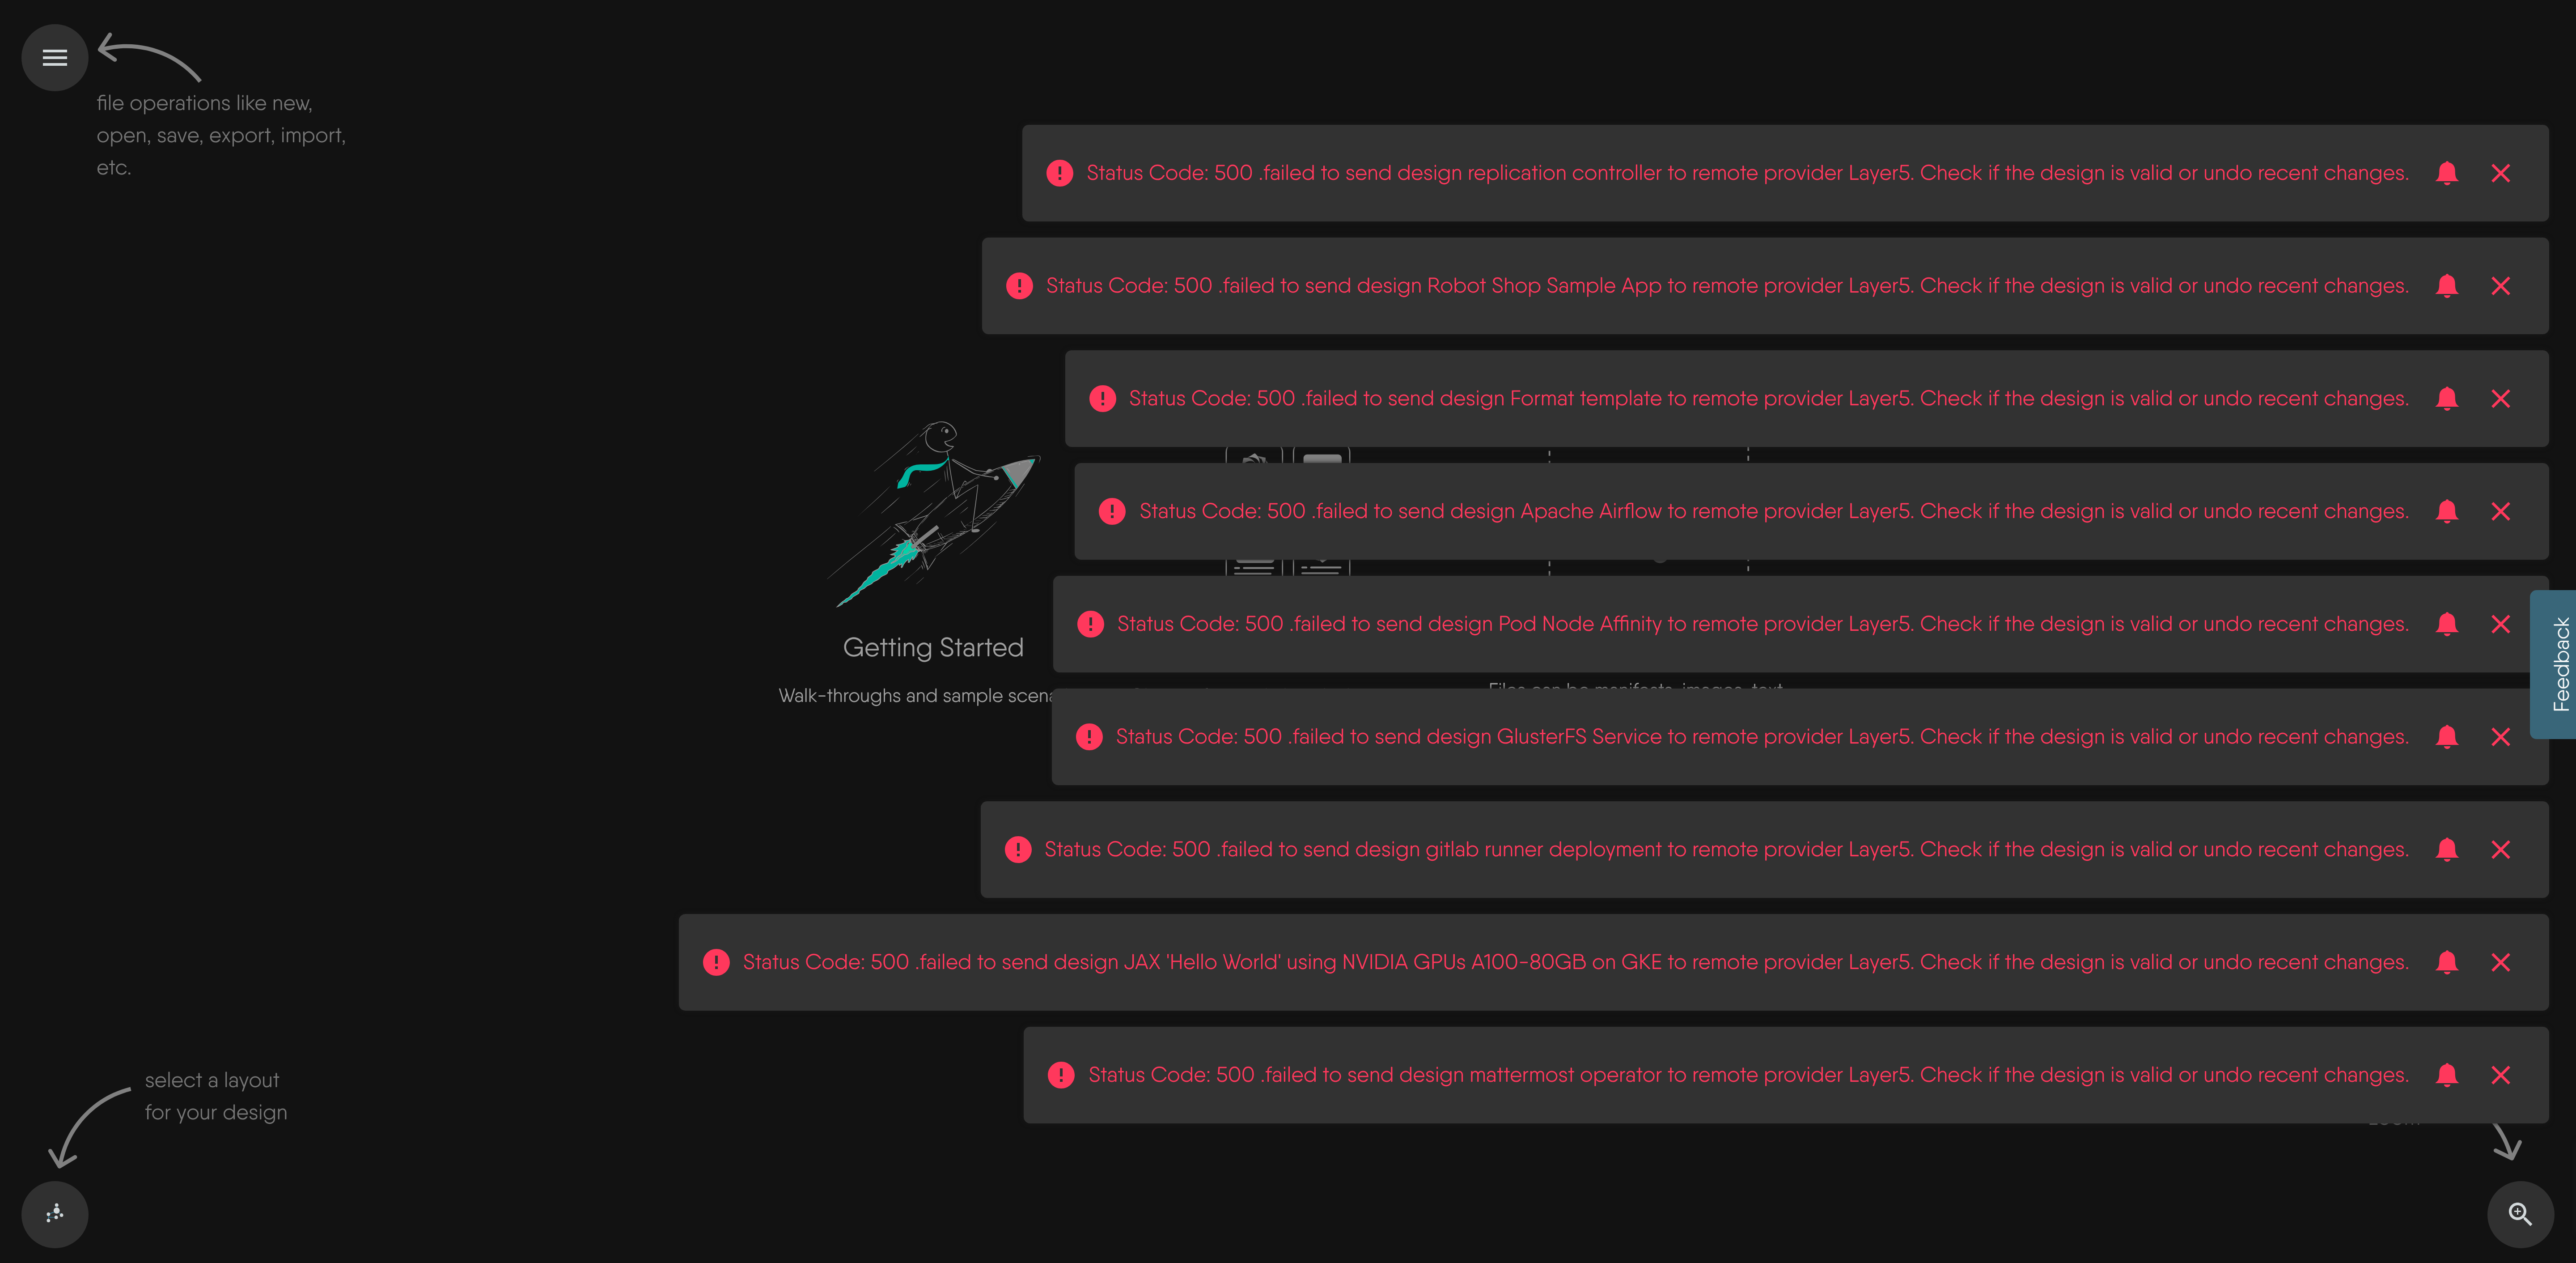 file operations like new,
open, save, export, import,
etc.
Status Code: 500 .failed to send design replication controller to remote provider Layer5. Check if the design is valid or undo recent changes.
Status Code: 500 .failed to send design Robot Shop Sample App to remote provider Layer5. Check if the design is valid or undo recent changes.
Status Code: 500 .failed to send design Format template to remote provider Layer5. Check if the design is valid or undo recent changes.
Status Code: 500 .failed to send design Apache Airflow to remote provider Layer5. Check if the design is valid or undo recent changes.
Status Code: 500 .failed to send design Pod Node Affinity to remote provider Layer5. Check if the design is valid or undo recent changes.
Getting Started
Walk-throughs and sample scena
Files can be manifests, images, text
Feedback
Status Code: 500 .failed to send design GlusterFS Service to remote provider Layer5. Check if the design is valid or undo recent changes.
Status Code: 500 .failed to send design gitlab runner deployment to remote provider Layer5. Check if the design is valid or undo recent changes.
Status Code: 500 .failed to send design JAX 'Hello World' using NVIDIA GPUs A100-80GB on GKE to remote provider Layer5. Check if the design is valid or undo recent changes.
Status Code: 500 .failed to send design mattermost operator to remote provider Layer5. Check if the design is valid or undo recent changes.
select a layout
for your design